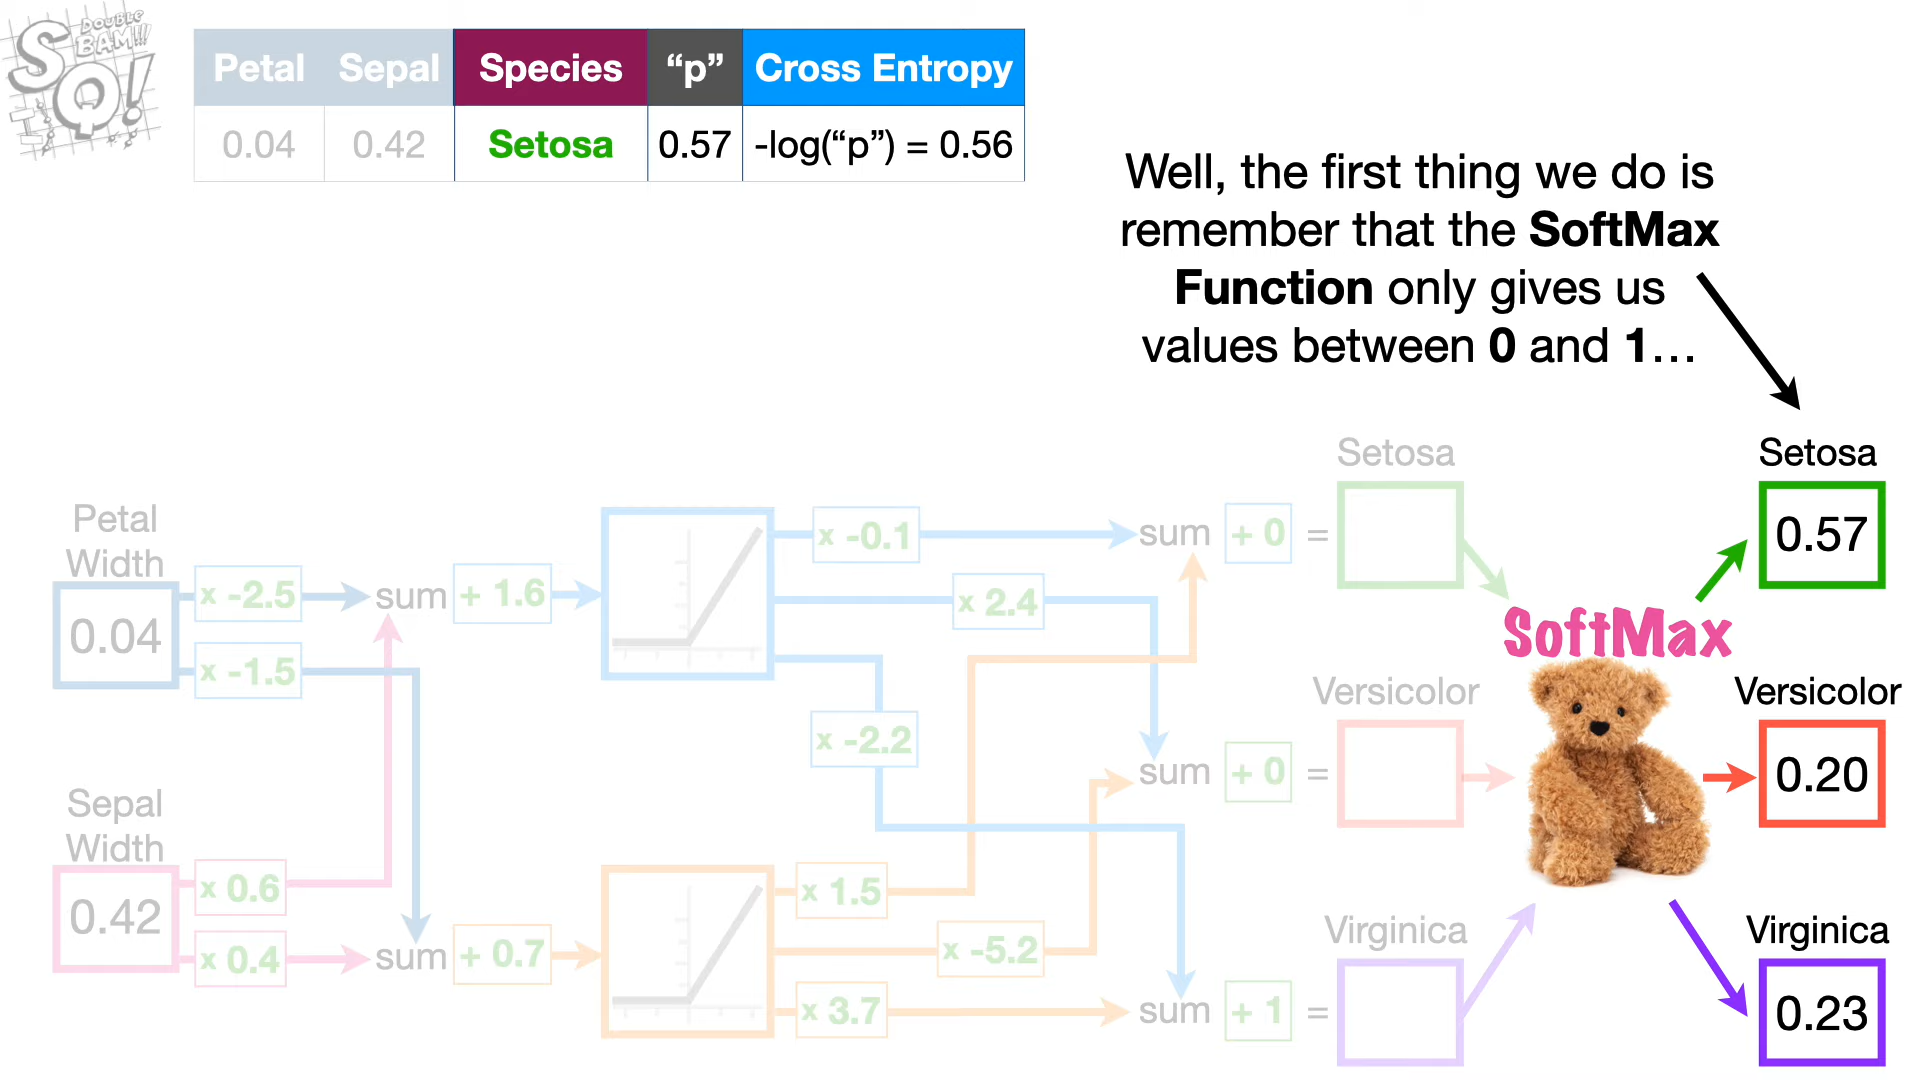 DOUBLE
BAM!!!
SQ!
Petal Sepal Species “p” Cross Entropy
0.04 0.42 Setosa 0.57 -log(“p”) = 0.56
Well, the first thing we do is
remember that the SoftMax
Function only gives us
values between 0 and 1…
Setosa
Setosa
Petal
Width
0.04
x -2.5
x -1.5
sum
+ 1.6
x -0.1
x 2.4
x -2.2
sum
+ 0
=
0.57
SoftMax
Versicolor
Versicolor
sum
+ 0
=
0.20
Sepal
Width
0.42
x 0.6
x 0.4
sum
+ 0.7
x 1.5
x -5.2
x 3.7
Virginica
Virginica
sum
+ 1
=
0.23